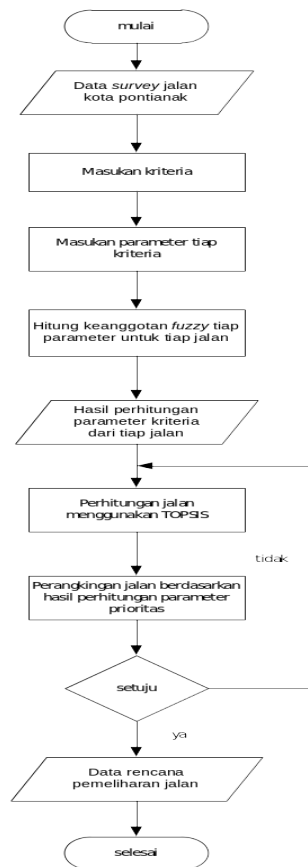 mulai
Data survey jalan
kota pontianak
Masukan kriteria
Masukan parameter tiap
kriteria
Hitung keanggotan fuzzy tiap
parameter untuk tiap jalan
Hasil perhitungan
parameter kriteria
dari tiap jalan
Perhitungan jalan
menggunakan TOPSIS
tidak
Perangkingan jalan berdasarkan
hasil perhitungan parameter
prioritas
setuju
ya
Data rencana
pemeliharan jalan
selesai